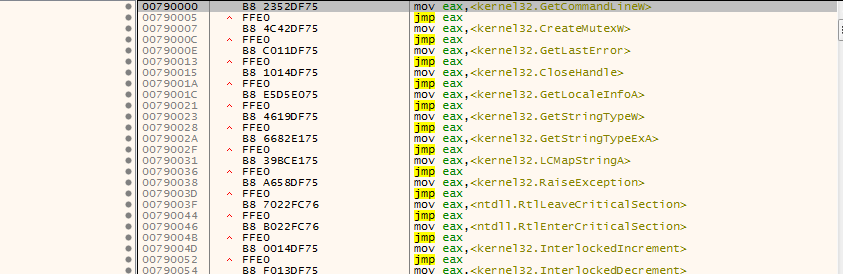 00790000 B8 2352DF75 mov eax,<kernel32.GetCommandLineW>
00790005 ^ FFE0 jmp eax
00790007 B8 4C42DF75 mov eax,<kernel32.CreateMutexW>
0079000C ^ FFE0 jmp eax
0079000E B8 C011DF75 mov eax,<kernel32.GetLastError>
00790013 ^ FFE0 jmp eax
00790015 B8 1014DF75 mov eax,<kernel32.CloseHandle>
0079001A ^ FFE0 jmp eax
0079001C B8 E5D5E075 mov eax,<kernel32.GetLocaleInfoA>
00790021 ^ FFE0 jmp eax
00790023 B8 4619DF75 mov eax,<kernel32.GetStringTypeW>
00790028 ^ FFE0 jmp eax
0079002A B8 6682E175 mov eax,<kernel32.GetStringTypeExA>
0079002F ^ FFE0 jmp eax
00790031 B8 39BCE175 mov eax,<kernel32.LCMapStringA>
00790036 ^ FFE0 jmp eax
00790038 B8 A658DF75 mov eax,<kernel32.RaiseException>
0079003D ^ FFE0 jmp eax
0079003F B8 7022FC76 mov eax,<ntdll.RtlLeaveCriticalSection>
00790044 ^ FFE0 jmp eax
00790046 B8 B022FC76 mov eax,<ntdll.RtlEnterCriticalSection>
0079004B ^ FFE0 jmp eax
0079004D B8 0014DF75 mov eax,<kernel32.InterlockedIncrement>
00790052 ^ FFE0 jmp eax
00790054 B8 F013DF75 mov eax,<kernel32.InterlockedDecrement>